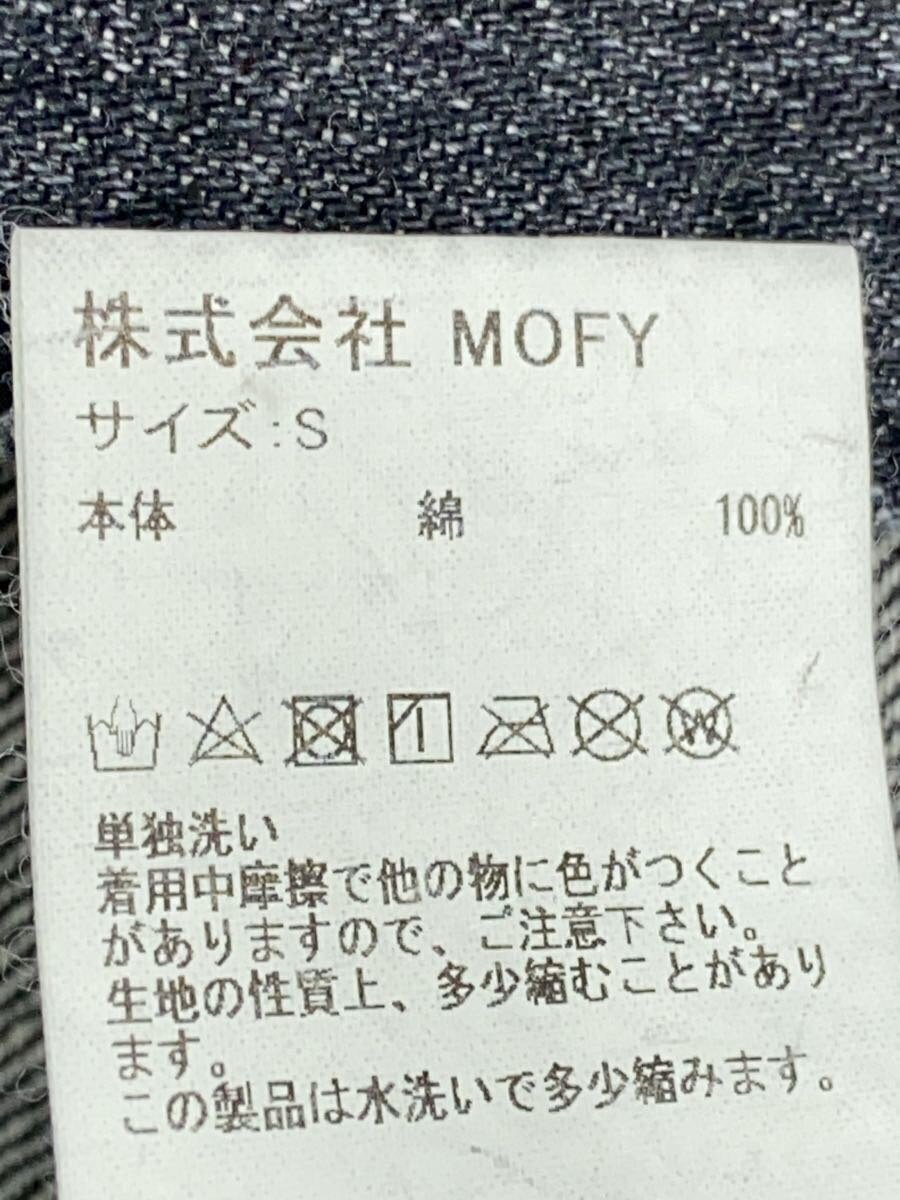 株式会社 MOFY
サイズ:S
本体 綿 100%
単独洗い
着用中摩擦で他の物に色がつくこと
がありますので、ご注意下さい。
生地の性質上、多少縮むことがあり
ます。
この製品は水洗いで多少縮みます。